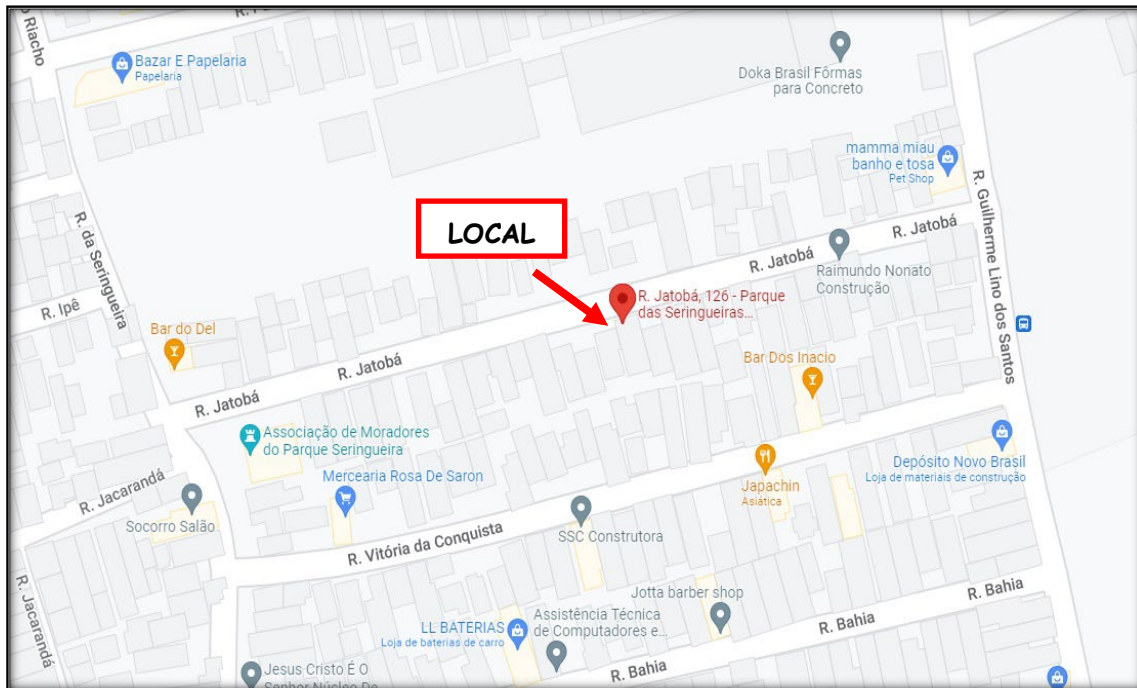 Riacho
Bazar E Papelaria
Papelaria
Doka Brasil Fôrmas
para Concreto
mamma miau
banho e tosa
Pet Shop
R. Guilherme Lino dos Santos
R. da Seringueira
LOCAL
R. Jatobá
R. Jatobá
Raimundo Nonato
Construção
R. Jatobá, 126 - Parque
das Seringueiras...
R. Ipê
Bar do Del
R. Jatobá
Bar Dos Inacio
R. Jatobá
Associação de Moradores
do Parque Seringueira
Mercearia Rosa De Saron
Depósito Novo Brasil
Loja de materiais de construção
R. Jacarandá
Japachin
Asiática
Socorro Salão
SSC Construtora
R. Vitória da Conquista
R. Jacarandá
Jotta barber shop
R. Bahia
Assistência Técnica
de Computadores e...
LL BATERIAS
Loja de baterias de carro
R. Bahia
R. Bahia
Jesus Cristo É O
Senhor Núcleo De